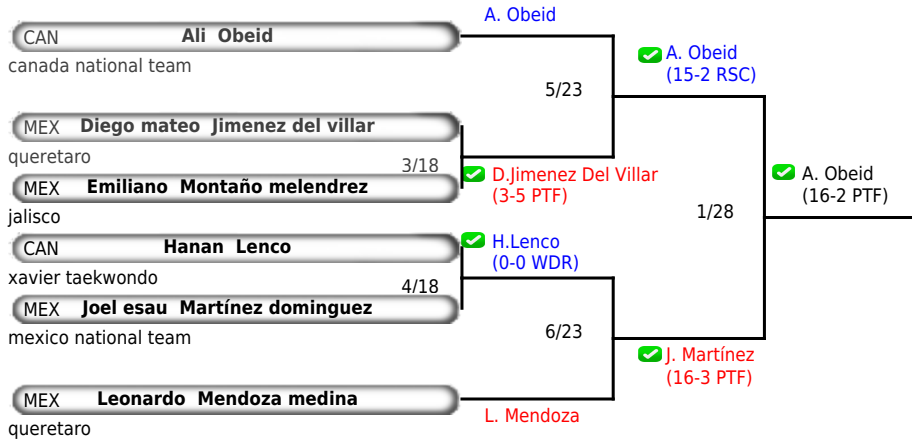 A. Obeid
CAN Ali Obeid
canada national team
A. Obeid
(15-2 RSC)
5/23
MEX Diego mateo Jimenez del villar
queretaro
3/18
D.Jimenez Del Villar
(3-5 PTF)
MEX Emiliano Montaño melendrez
jalisco
A. Obeid
(16-2 PTF)
1/28
CAN Hanan Lenco
xavier taekwondo
H.Lenco
(0-0 WDR)
4/18
MEX Joel esau Martínez dominguez
mexico national team
6/23
J. Martínez
(16-3 PTF)
MEX Leonardo Mendoza medina
queretaro
L. Mendoza